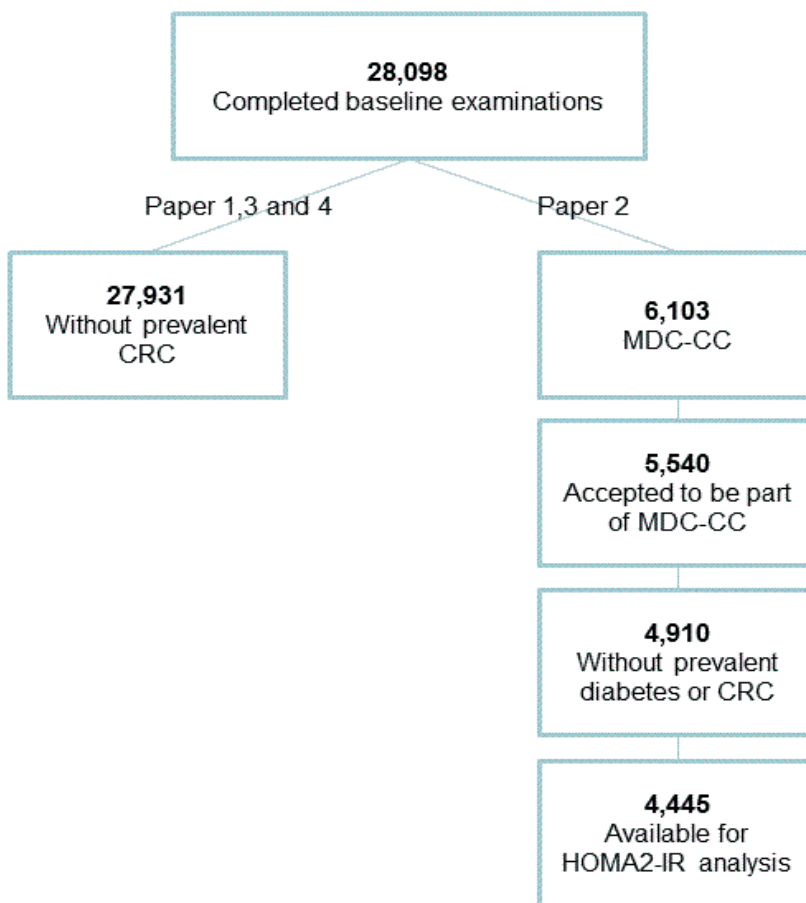 28,098
Completed baseline examinations
Paper 1,3 and 4
Paper 2
27,931
Without prevalent
CRC
6,103
MDC-CC
5,540
Accepted to be part
of MDC-CC
4,910
Without prevalent
diabetes or CRC
4,445
Available for
HOMA2-IR analysis